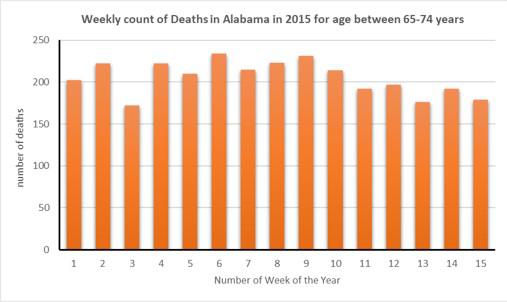 Weekly count of Deaths in Alabama in 2015 for age between 65-74 years
number of deaths
250
200
150
100
50
0
1 2 3 4 5 6 7 8 9 10 11 12 13 14 15
Number of Week of the Year